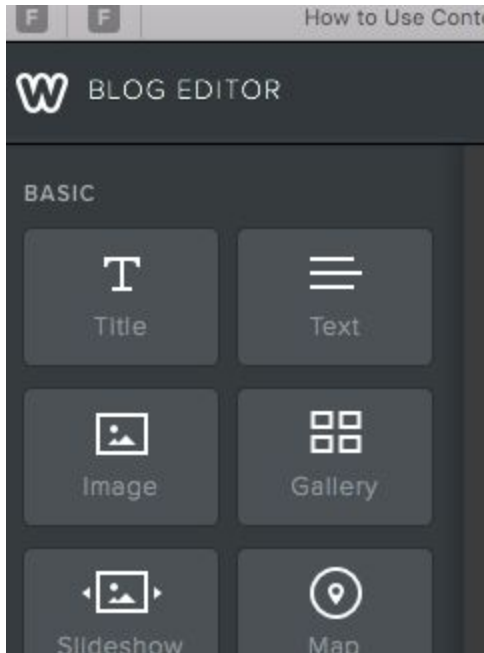 F F How to Use Conte
BLOG EDITOR
BASIC
Title Text
Image Gallery
Slideshow Map